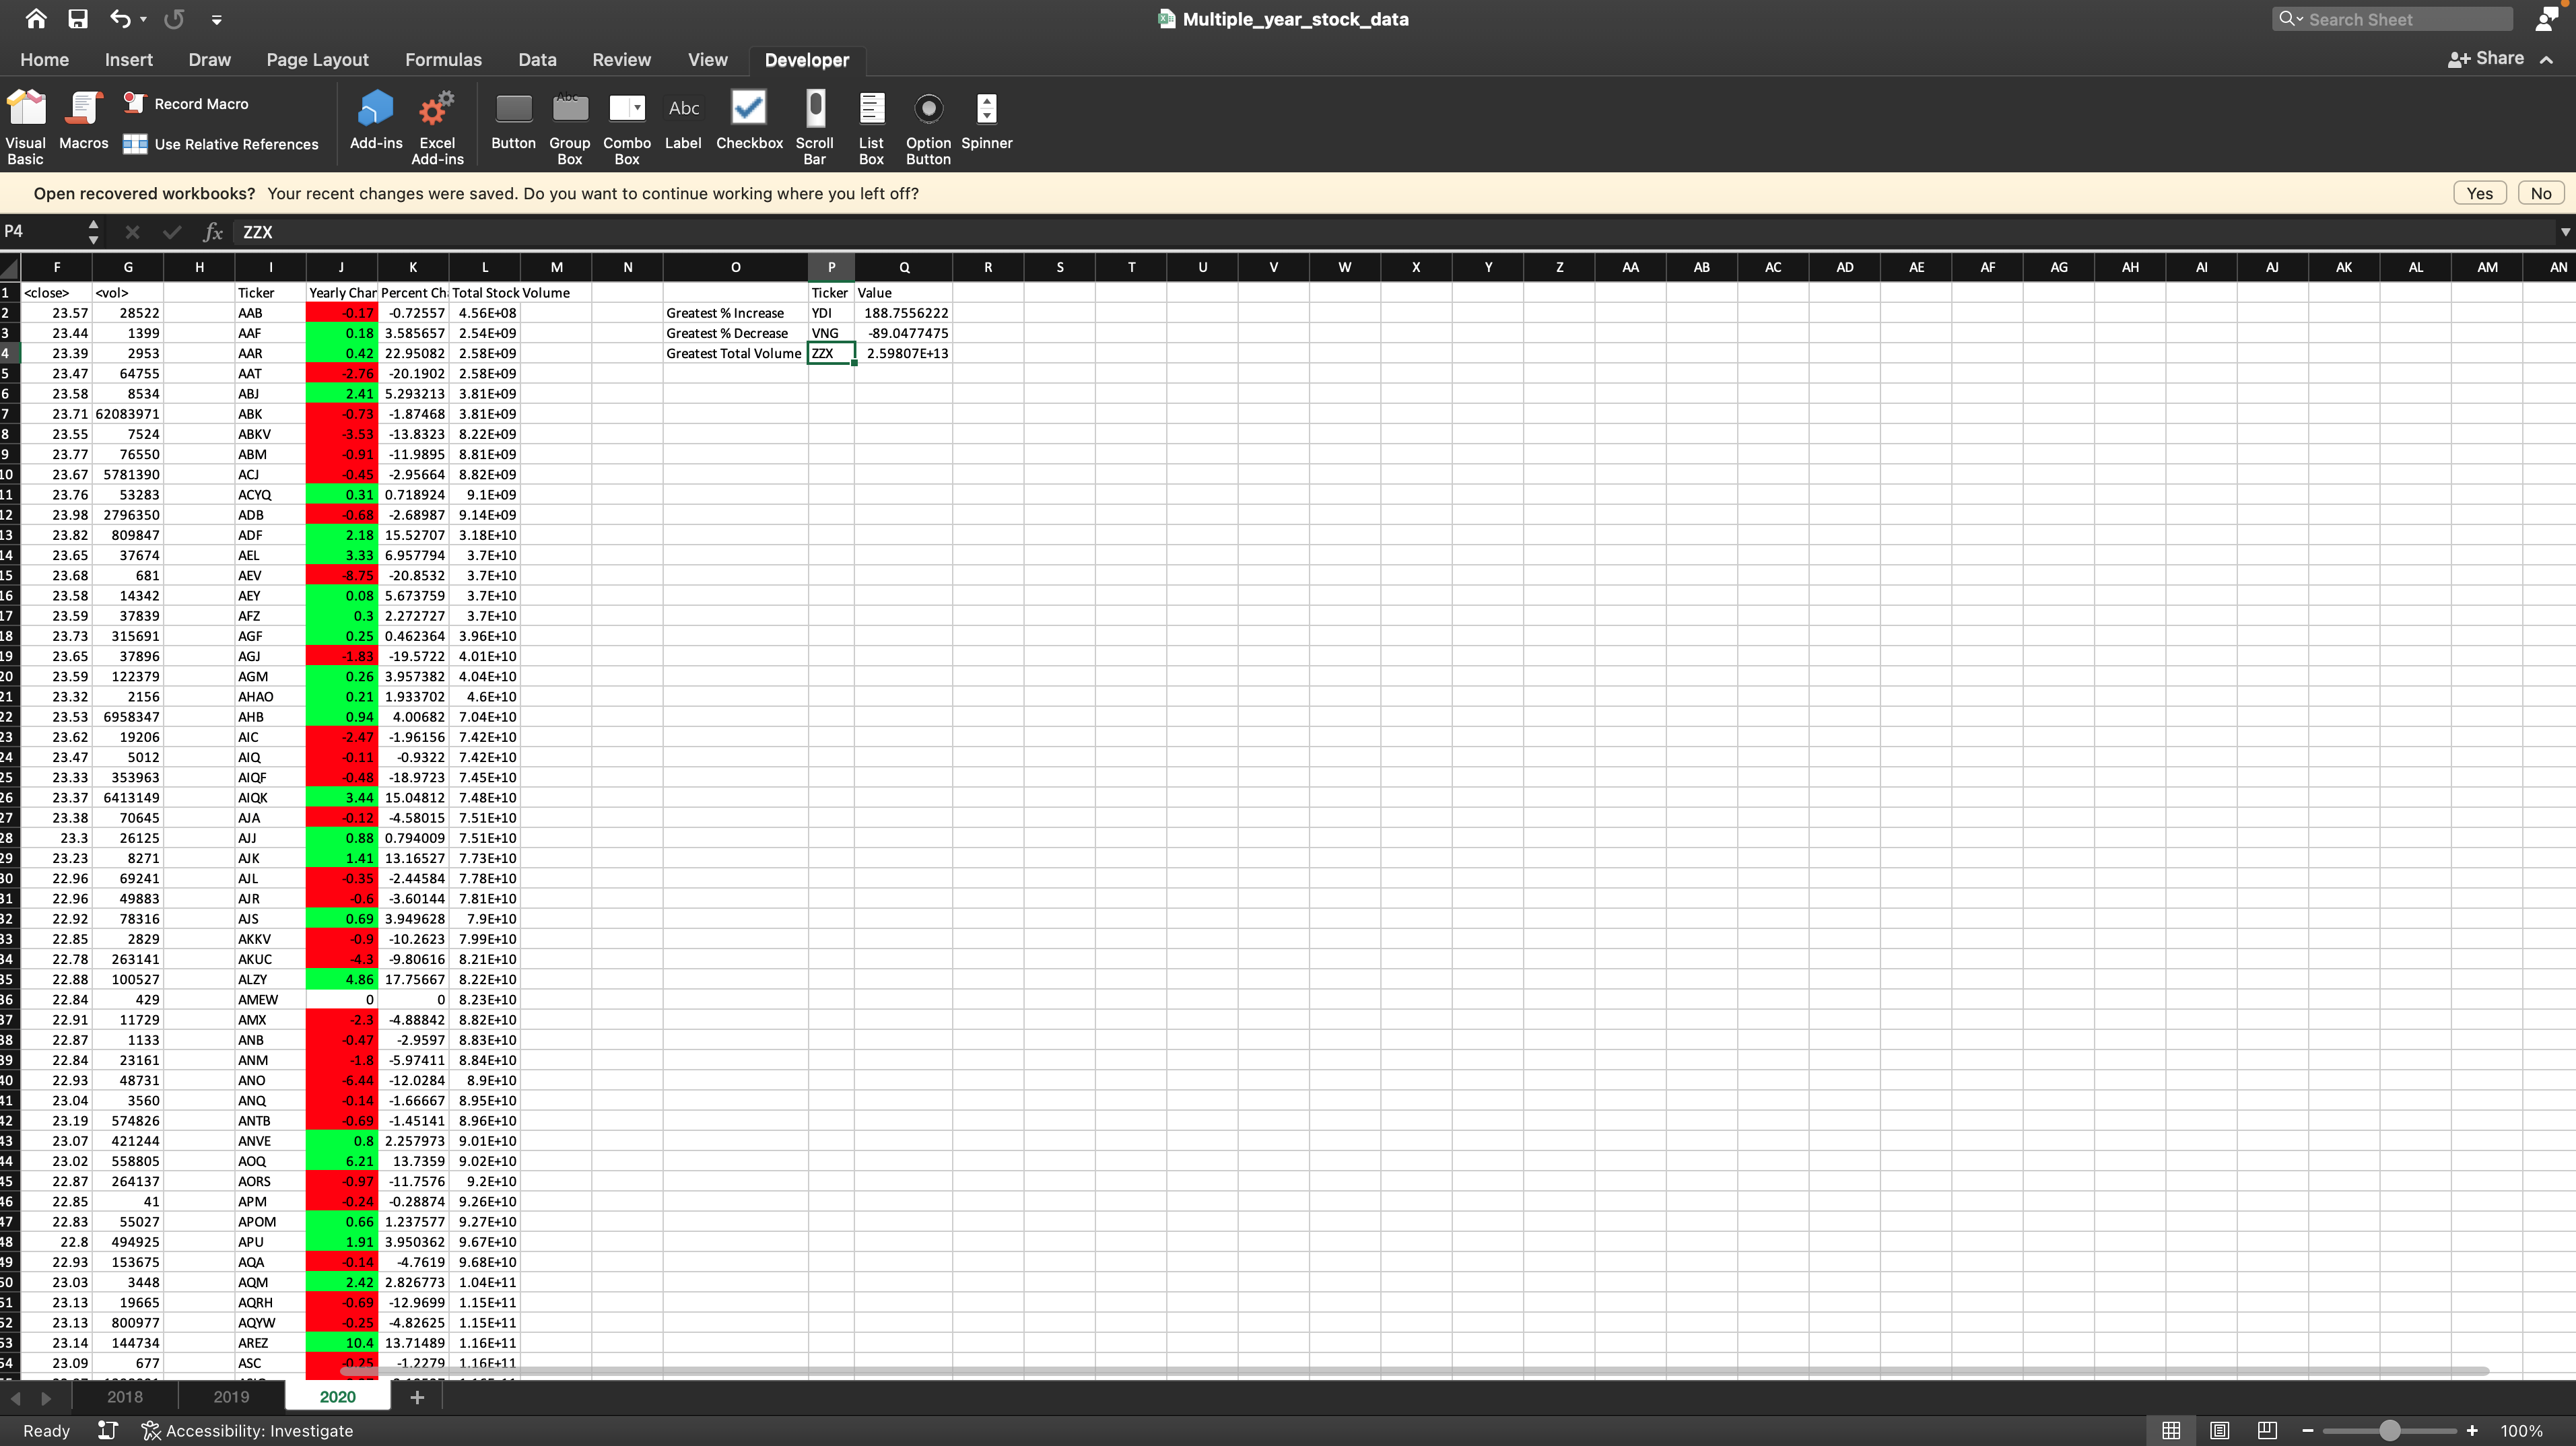 Multiple_year_stock_data
Search Sheet
Home Insert Draw Page Layout Formulas Data Review View Developer
Share
Visual Basic
Macros
Record Macro
Use Relative References
Add-ins
Excel Add-ins
Button
Abc
Group Box
Combo Box
Abc
Label
Checkbox
Scroll Bar
List Box
Option Button
Spinner
Open recovered workbooks? Your recent changes were saved. Do you want to continue working where you left off? Yes No
P4 fx ZZX
F G H I J K L M N O P Q R S T U V W X Y Z AA AB AC AD AE AF AG AH AI AJ AK AL AM AN
1 <close> <vol> Ticker Yearly Char Percent Ch Total Stock Volume Ticker Value
2 23.57 28522 AAB -0.17 -0.72557 4.56E+08 Greatest % Increase YDI 188.7556222
3 23.44 1399 AAF 0.18 3.585657 2.54E+09 Greatest % Decrease VNG -89.0477475
4 23.39 2953 AAR 0.42 22.95082 2.58E+09 Greatest Total Volume ZZX 2.59807E+13
5 23.47 64755 AAT -2.76 -20.1902 2.58E+09
6 23.58 8534 ABJ 2.41 5.293213 3.81E+09
7 23.71 62083971 ABK -0.73 -1.87468 3.81E+09
8 23.55 7524 ABKV -3.53 -13.8323 8.22E+09
9 23.77 76550 ABM -0.91 -11.9895 8.81E+09
10 23.67 5781390 ACJ -0.45 -2.95664 8.82E+09
11 23.76 53283 ACYQ 0.31 0.718924 9.1E+09
12 23.98 2796350 ADB -0.68 -2.68987 9.14E+09
13 23.82 809847 ADF 2.18 15.52707 3.18E+10
14 23.65 37674 AEL 3.33 6.957794 3.7E+10
15 23.68 681 AEV -8.75 -20.8532 3.7E+10
16 23.58 14342 AEY 0.08 5.673759 3.7E+10
17 23.59 37839 AFZ 0.3 2.272727 3.7E+10
18 23.73 315691 AGF 0.25 0.462364 3.96E+10
19 23.65 37896 AGJ -1.83 -19.5722 4.01E+10
20 23.59 122379 AGM 0.26 3.957382 4.04E+10
21 23.32 2156 AHAO 0.21 1.933702 4.6E+10
22 23.53 6958347 AHB 0.94 4.00682 7.04E+10
23 23.62 19206 AIC -2.47 -1.96156 7.42E+10
24 23.47 5012 AIQ -0.11 -0.9322 7.42E+10
25 23.33 353963 AIQF -0.48 -18.9723 7.45E+10
26 23.37 6413149 AIQK 3.44 15.04812 7.48E+10
27 23.38 70645 AJA -0.12 -4.58015 7.51E+10
28 23.3 26125 AJJ 0.88 0.794009 7.51E+10
29 23.23 8271 AJK 1.41 13.16527 7.73E+10
30 22.96 69241 AJL -0.35 -2.44584 7.78E+10
31 22.96 49883 AJR -0.6 -3.60144 7.81E+10
32 22.92 78316 AJS 0.69 3.949628 7.9E+10
33 22.85 2829 AKKV -0.9 -10.2623 7.99E+10
34 22.78 263141 AKUC -4.3 -9.80616 8.21E+10
35 22.88 100527 ALZY 4.86 17.75667 8.22E+10
36 22.84 429 AMEW 0 0 8.23E+10
37 22.91 11729 AMX -2.3 -4.88842 8.82E+10
38 22.87 1133 ANB -0.47 -2.9597 8.83E+10
39 22.84 23161 ANM -1.8 -5.97411 8.84E+10
40 22.93 48731 ANO -6.44 -12.0284 8.9E+10
41 23.04 3560 ANQ -0.14 -1.66667 8.95E+10
42 23.19 574826 ANTB -0.69 -1.45141 8.96E+10
43 23.07 421244 ANVE 0.8 2.257973 9.01E+10
44 23.02 558805 AOQ 6.21 13.7359 9.02E+10
45 22.87 264137 AORS -0.97 -11.7576 9.2E+10
46 22.85 41 APM -0.24 -0.28874 9.26E+10
47 22.83 55027 APOM 0.66 1.237577 9.27E+10
48 22.8 494925 APU 1.91 3.950362 9.67E+10
49 22.93 153675 AQA -0.14 -4.7619 9.68E+10
50 23.03 3448 AQM 2.42 2.826773 1.04E+11
51 23.13 19665 AQRH -0.69 -12.9699 1.15E+11
52 23.13 800977 AQYW -0.25 -4.82625 1.15E+11
53 23.14 144734 AREZ 10.4 13.71489 1.16E+11
54 23.09 677 ASC -0.25 -1.2279 1.16E+11
2018 2019 2020 +
Ready Accessibility: Investigate 100%